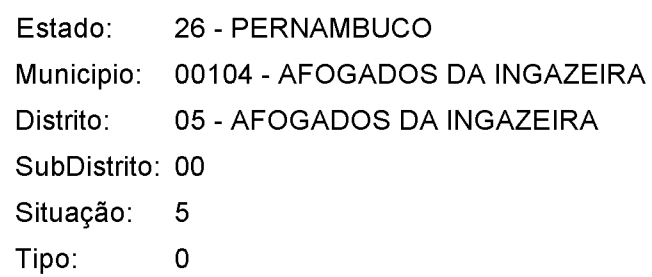 Estado: 26 - PERNAMBUCO
Municipio: 00104 - AFOGADOS DA INGAZEIRA
Distrito: 05 - AFOGADOS DA INGAZEIRA
SubDistrito: 00
Situação: 5
Tipo: 0